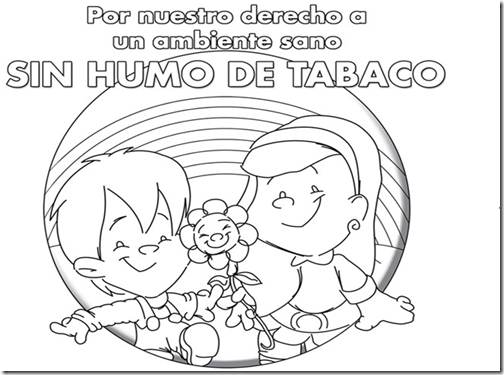 Por nuestro derecho a
un ambiente sano
SIN HUMO DE TABACO